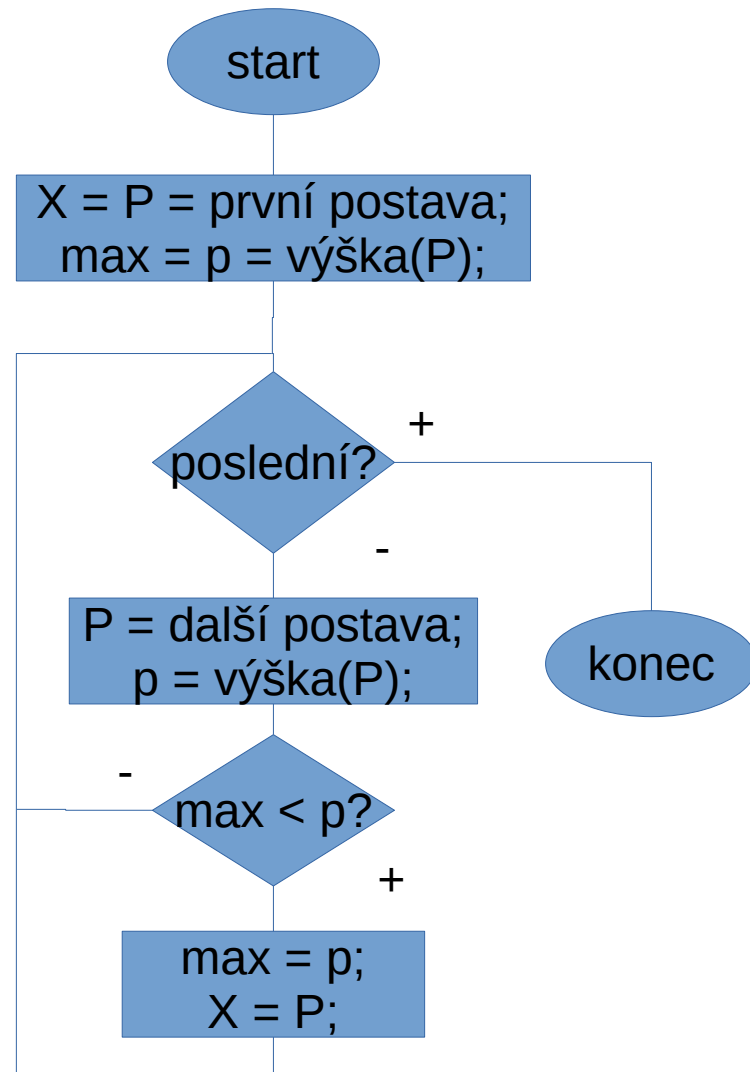 start
X = P = první postava;
max = p = výška(P);
+
poslední?
-
P = další postava;
p = výška(P);
konec
-
max < p?
+
max = p;
X = P;